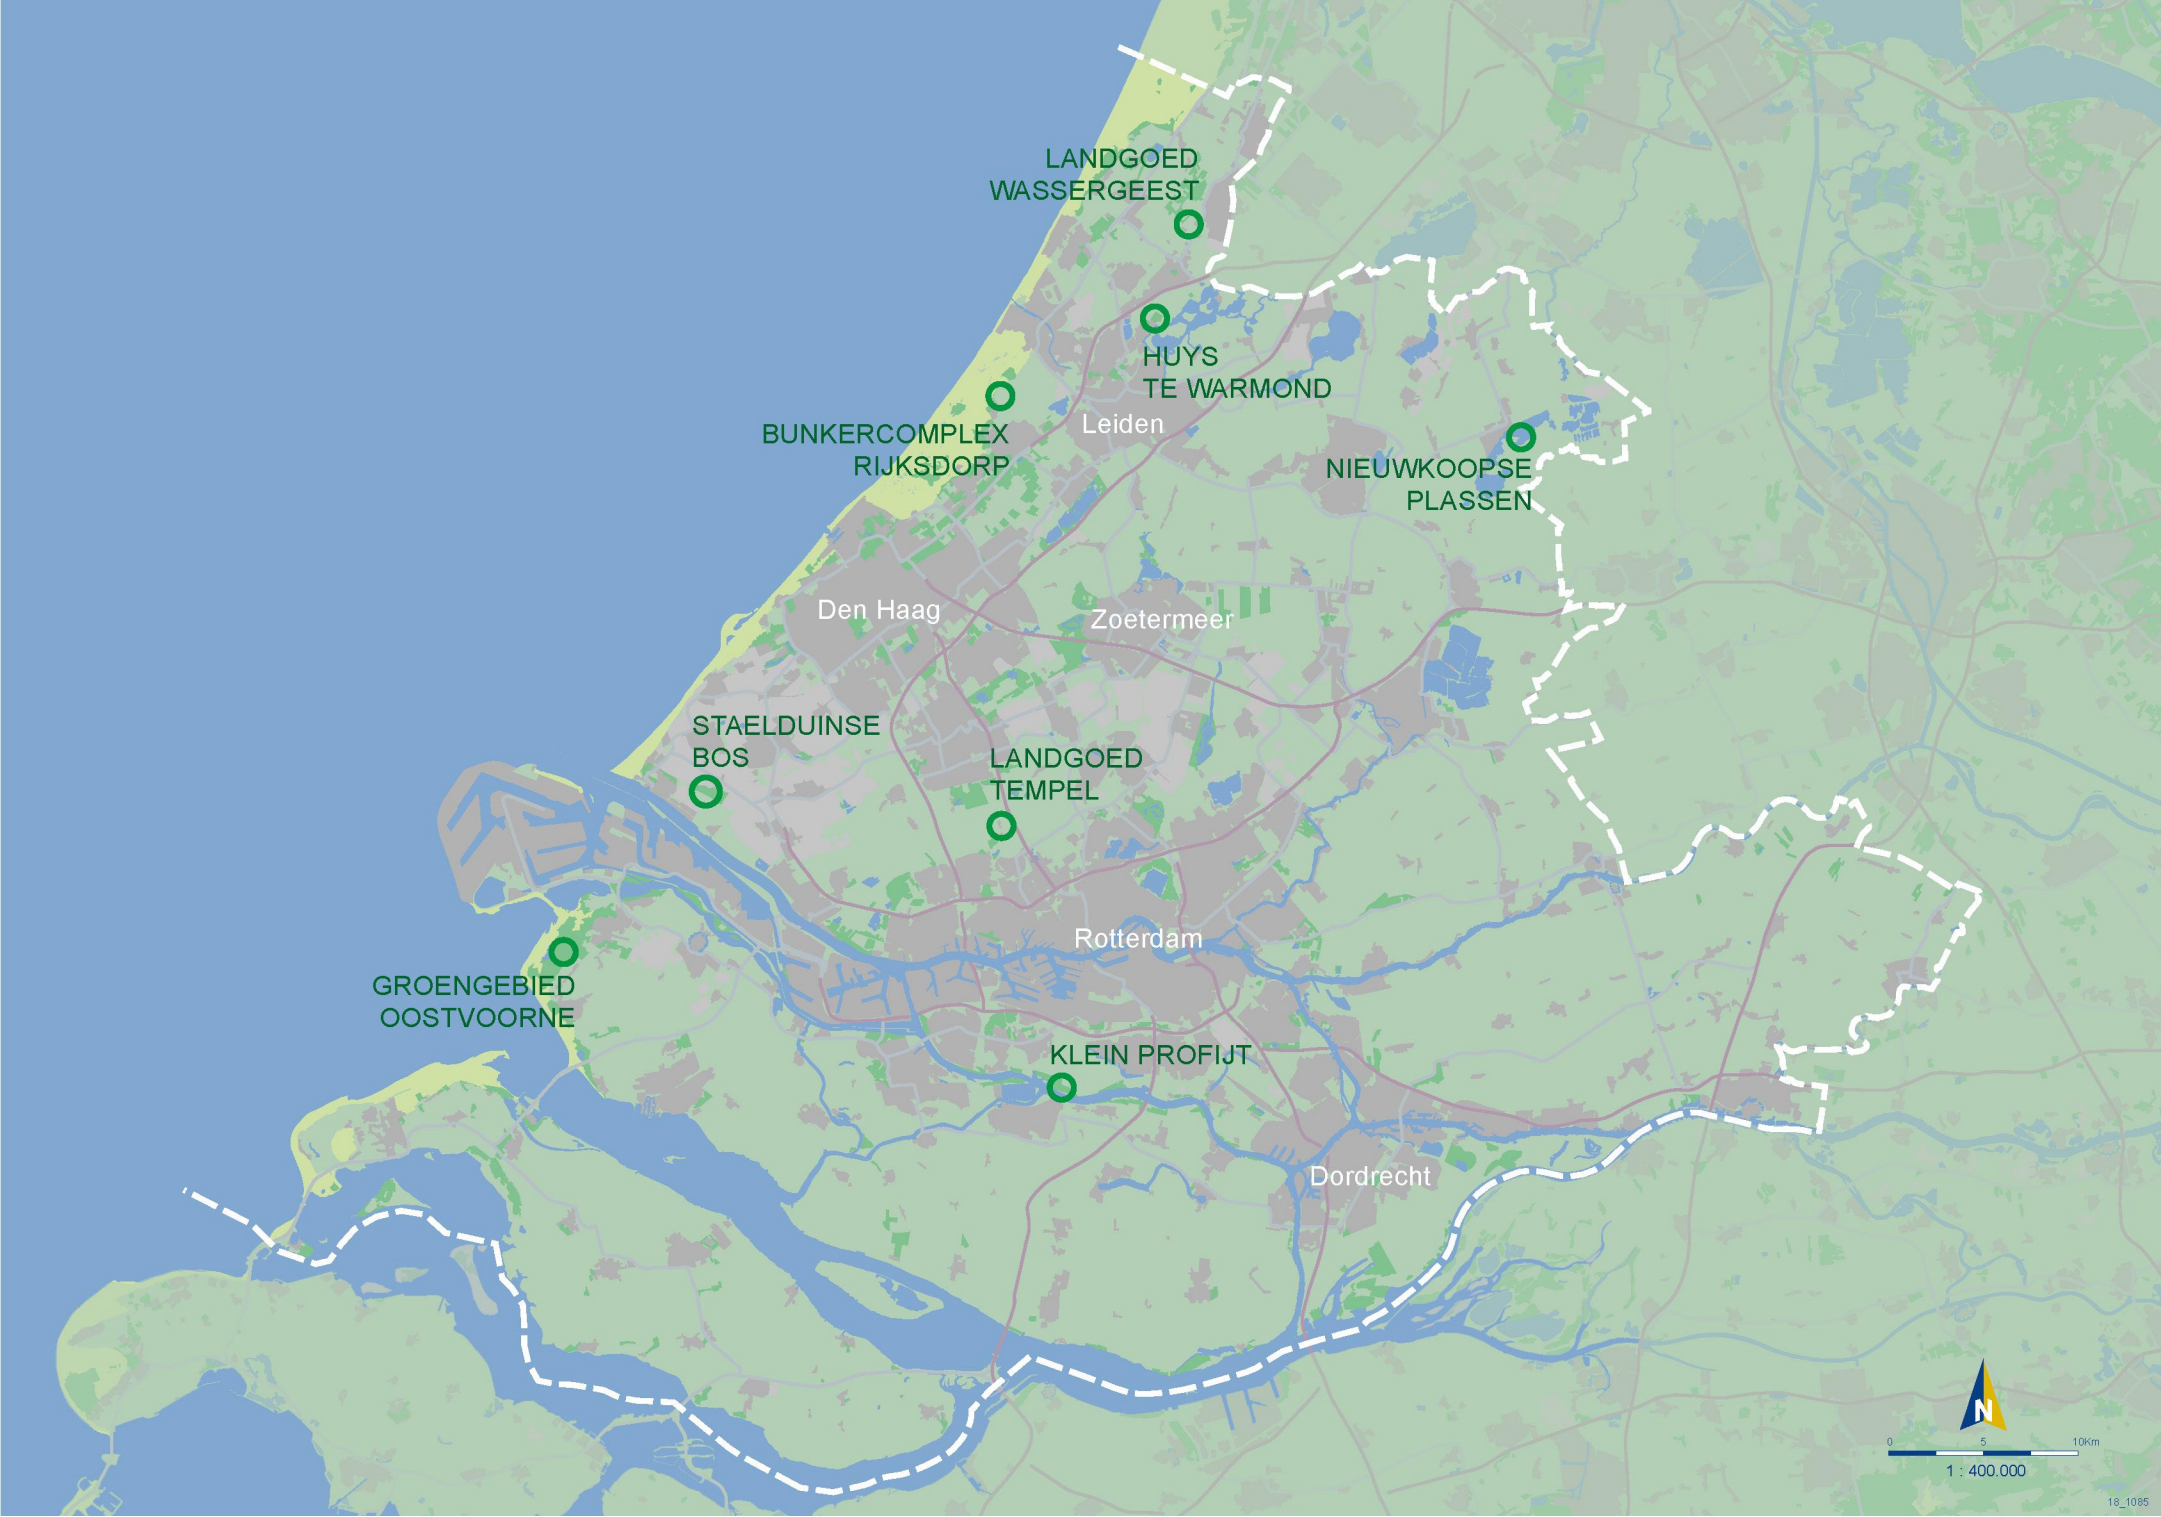 LANDGOED
WASSERGEEST
HUYS
TE WARMOND
Leiden
BUNKERCOMPLEX
RIJKSDORP
NIEUWKOOPSE
PLASSEN
Den Haag
Zoetermeer
STAELDUINSE
BOS
LANDGOED
TEMPEL
Rotterdam
GROENGEBIED
OOSTVOORNE
KLEIN PROFIJT
Dordrecht
N
0 5 10Km
1 : 400.000
18_1085